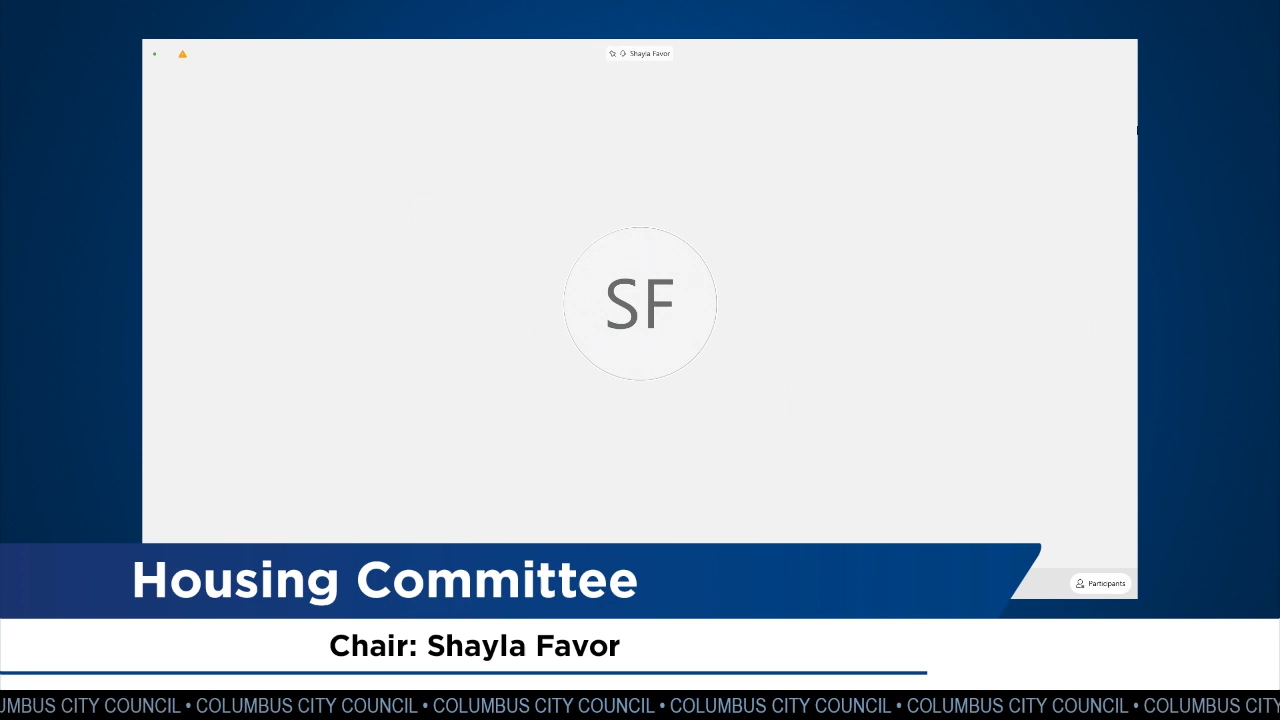 Shayla Favor
SF
Participants
Housing Committee
Chair: Shayla Favor
UMBUS CITY COUNCIL • COLUMBUS CITY COUNCIL • COLUMBUS CITY COUNCIL • COLUMBUS CITY COUNCIL • COLUMBUS CITY COUNCIL • COLUMBUS CITY